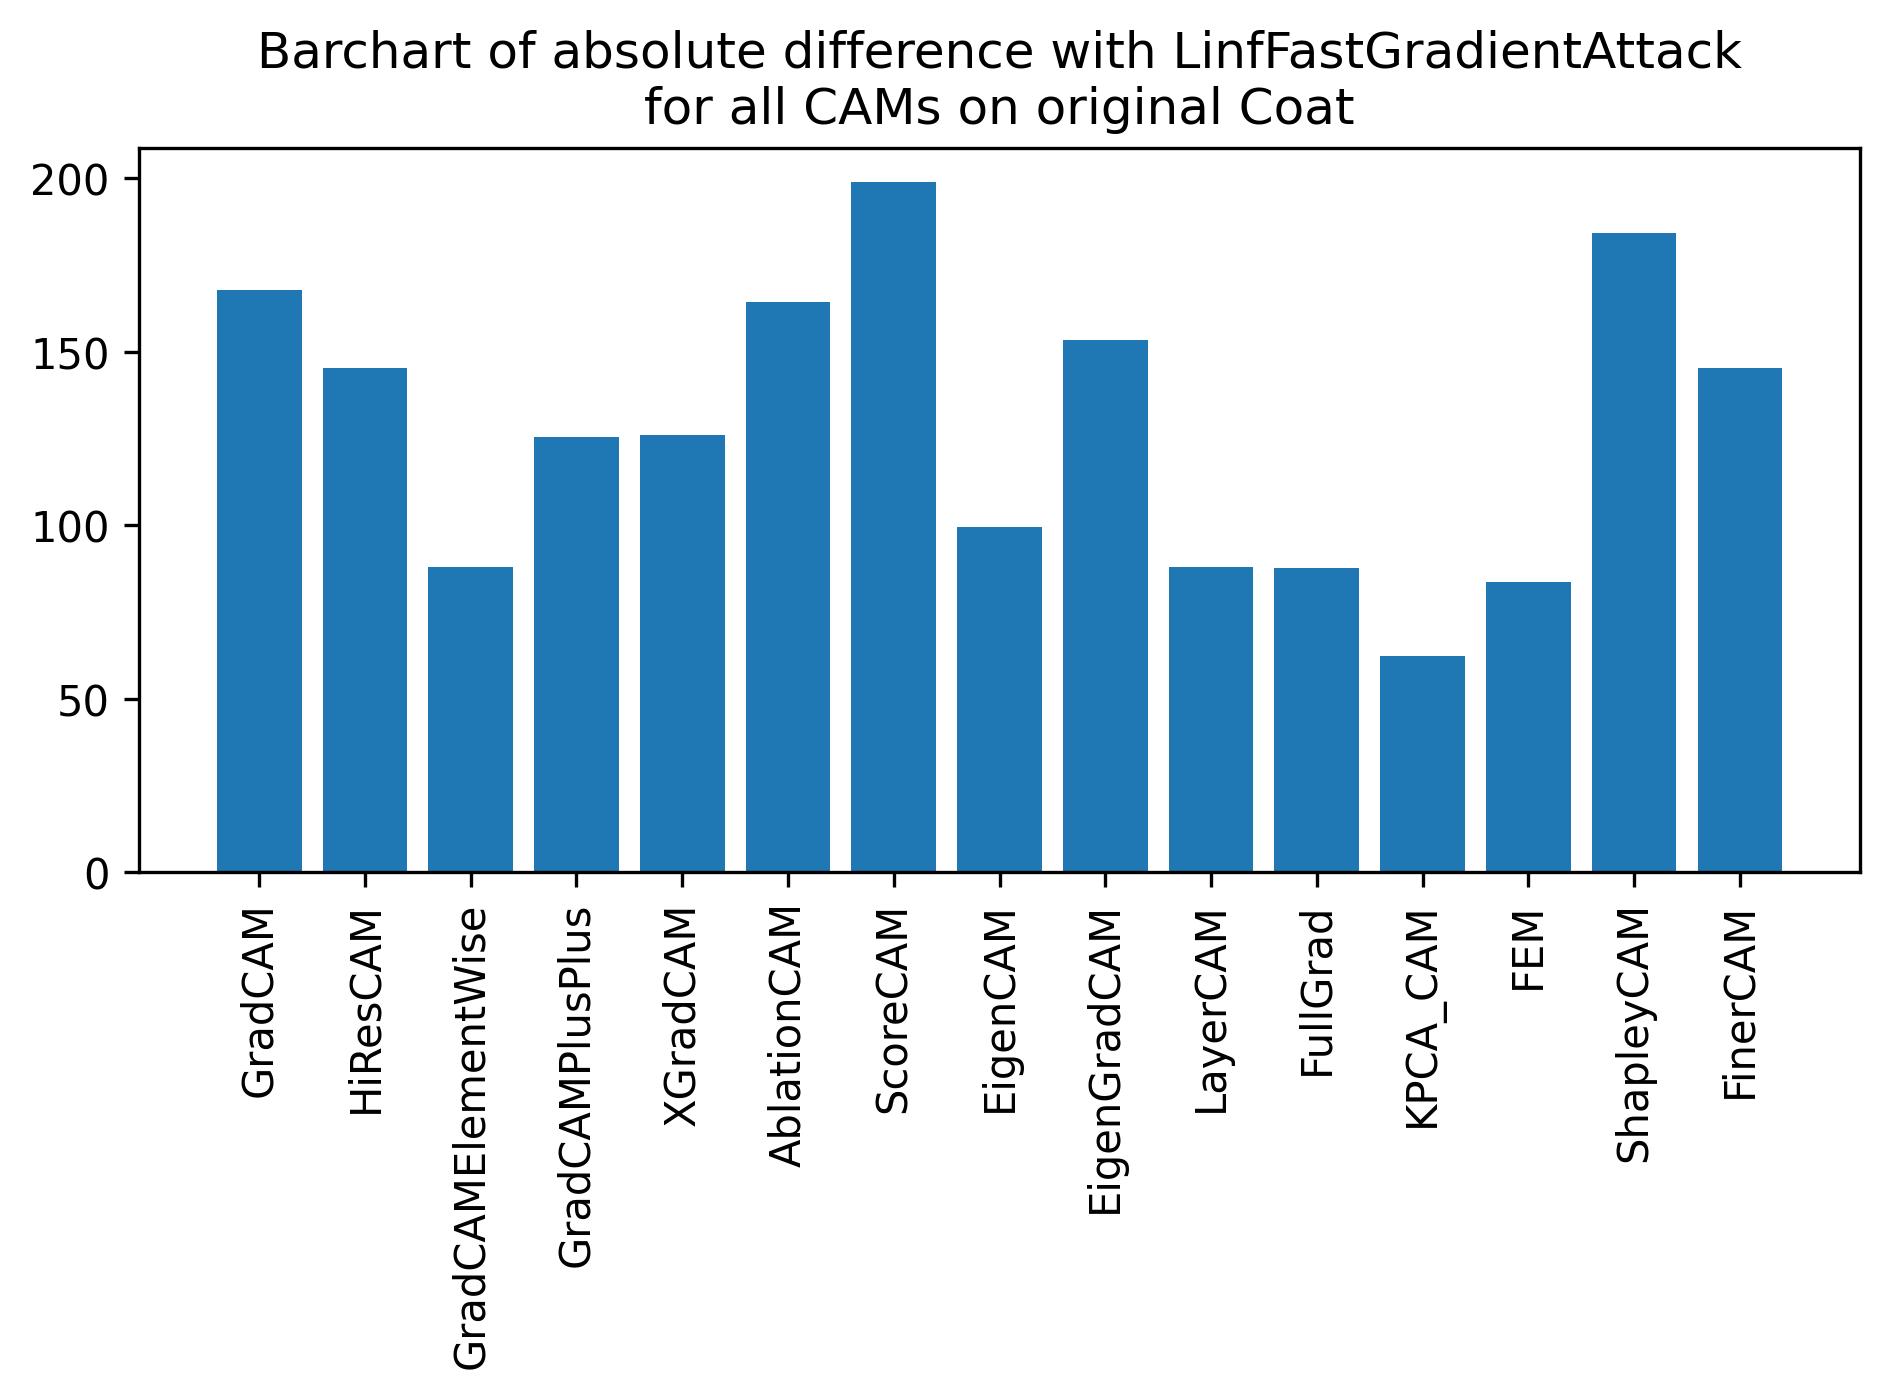 Barchart of absolute difference with LinfFastGradientAttack
for all CAMs on original Coat
200
150
100
50
0
GradCAM
HiResCAM
GradCAMElementWise
GradCAMPlusPlus
XGradCAM
AblationCAM
ScoreCAM
EigenCAM
EigenGradCAM
LayerCAM
FullGrad
KPCA_CAM
FEM
ShapleyCAM
FinerCAM